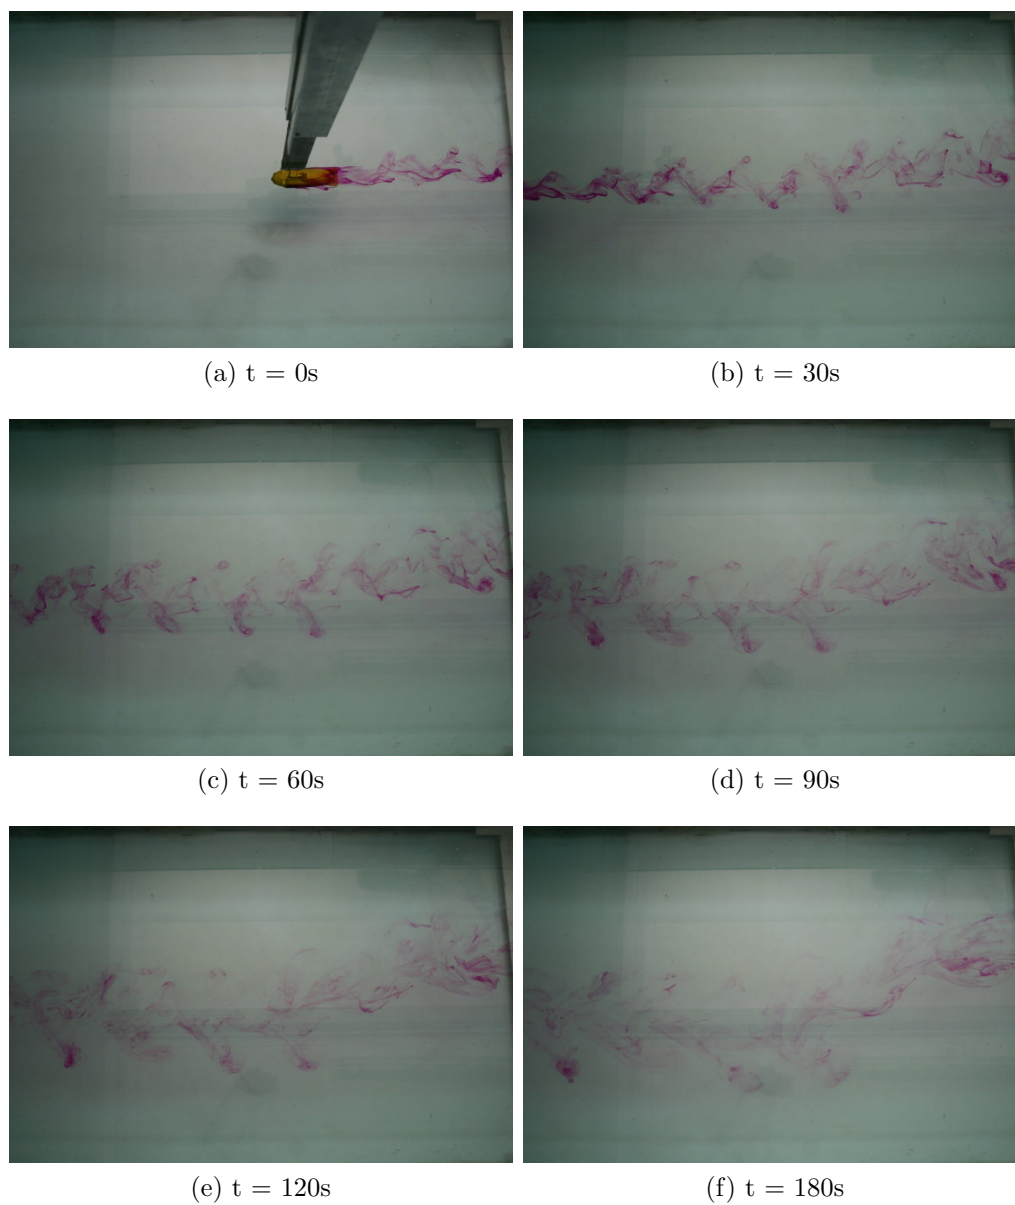 (a) t = 0s
(b) t = 30s
(c) t = 60s
(d) t = 90s
(e) t = 120s
(f) t = 180s